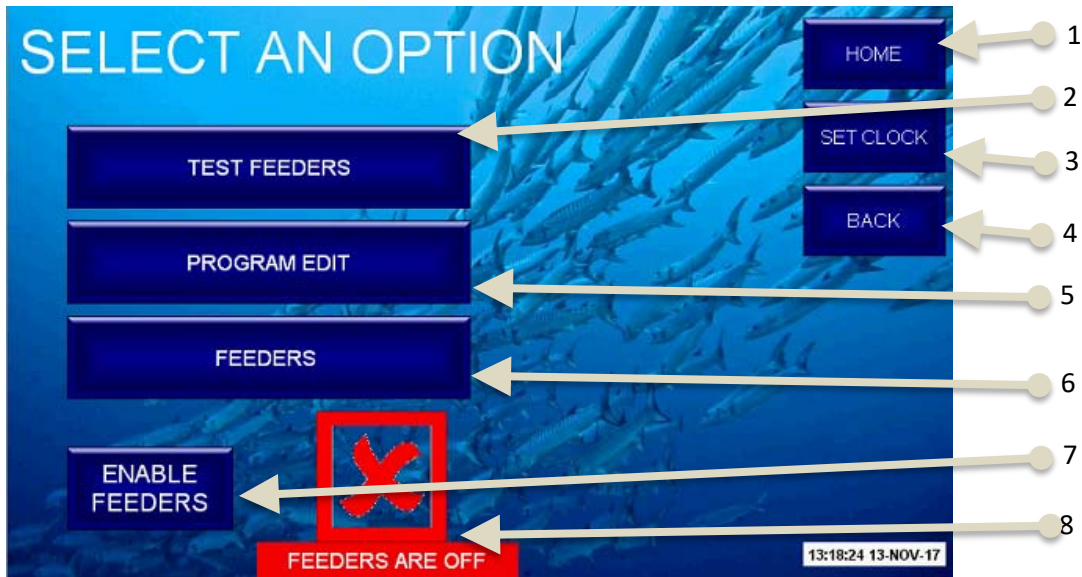 SELECT AN OPTION
HOME
1
2
TEST FEEDERS
SET CLOCK
3
BACK
4
PROGRAM EDIT
5
FEEDERS
6
ENABLE
FEEDERS
7
8
FEEDERS ARE OFF
13:18:24 13-NOV-17